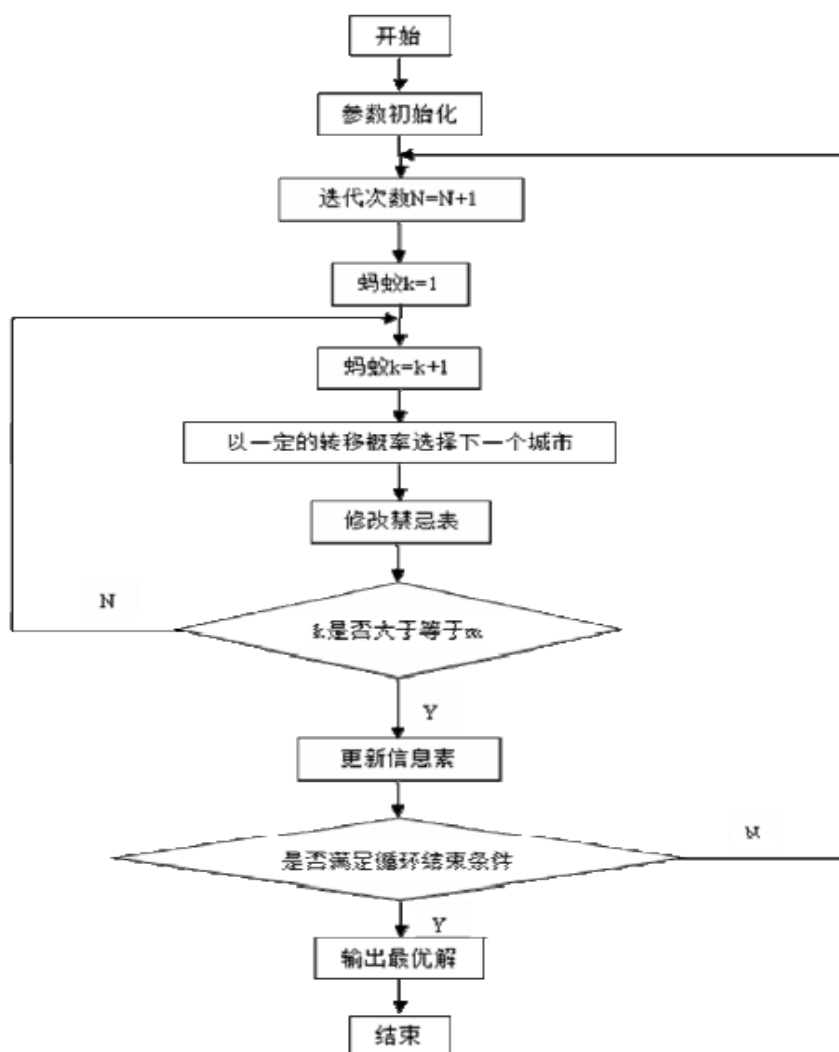 开始
参数初始化
迭代次数N=N+1
蚂蚁k=1
蚂蚁k=k+1
以一定的转移概率选择下一个城市
修改禁忌表
N
k是否大于等于m
Y
更新信息素
N
是否满足循环结束条件
Y
输出最优解
结束